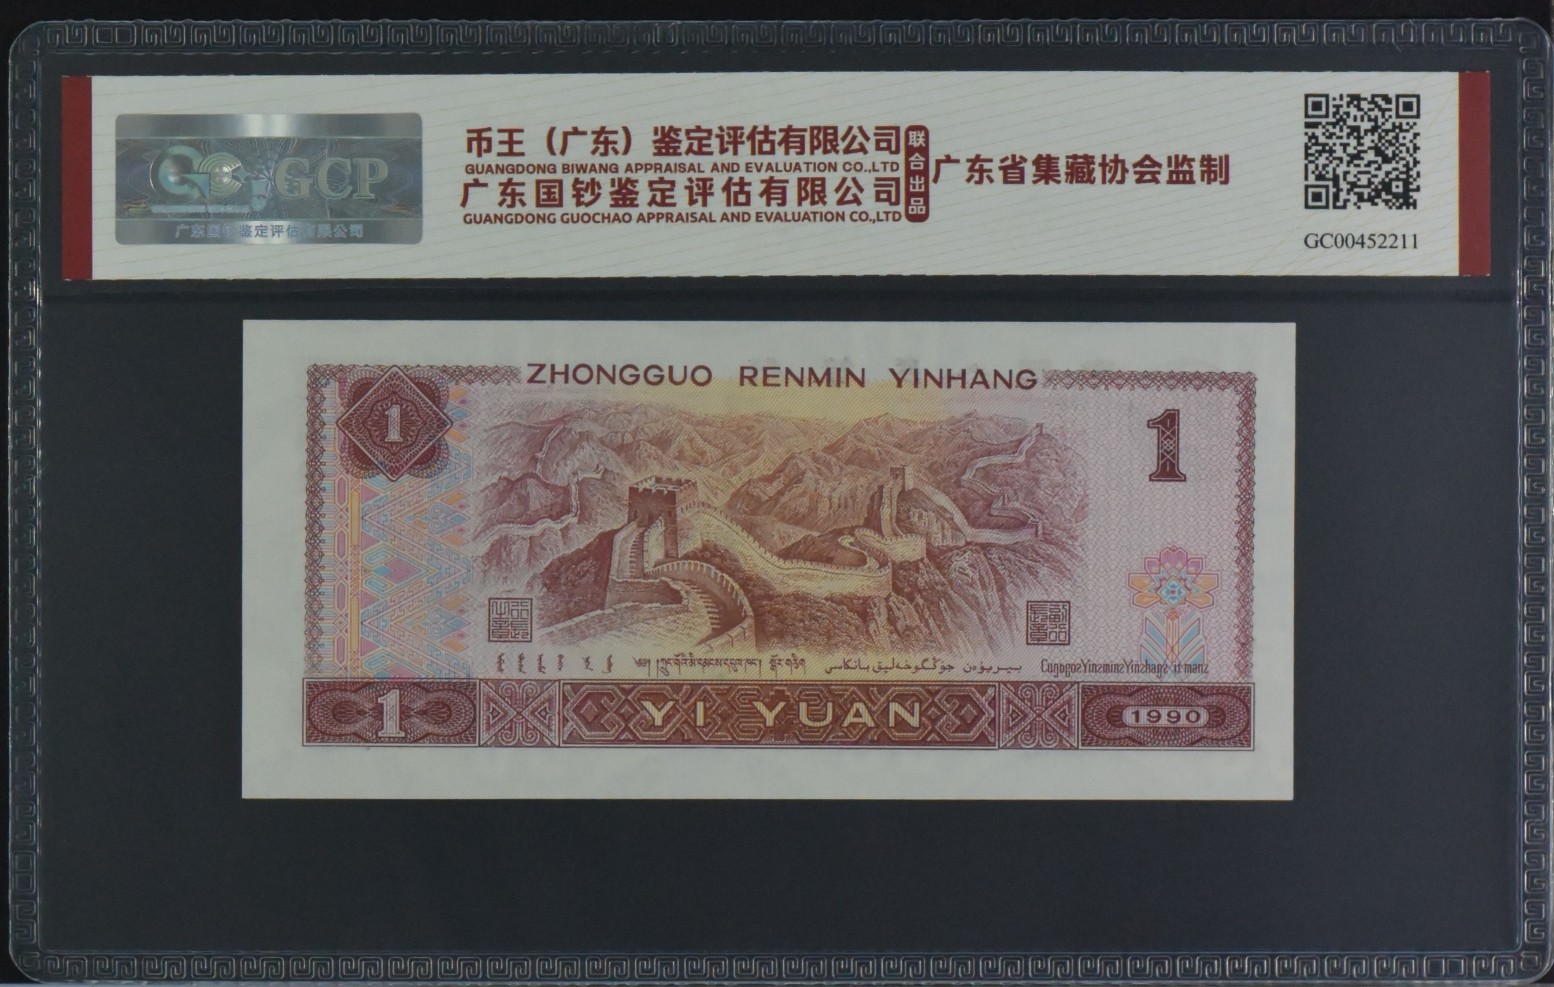 币王（广东）鉴定评估有限公司
GUANGDONG BIWANG APPRAISAL AND EVALUATION CO.,LTD
广东国钞鉴定评估有限公司
GUANGDONG GUOCHAO APPRAISAL AND EVALUATION CO.,LTD
联合出品
广东省集藏协会监制
GCP
广东国钞鉴定评估有限公司
GC00452211
ZHONGGUO RENMIN YINHANG
1
1
1
YI YUAN
1990